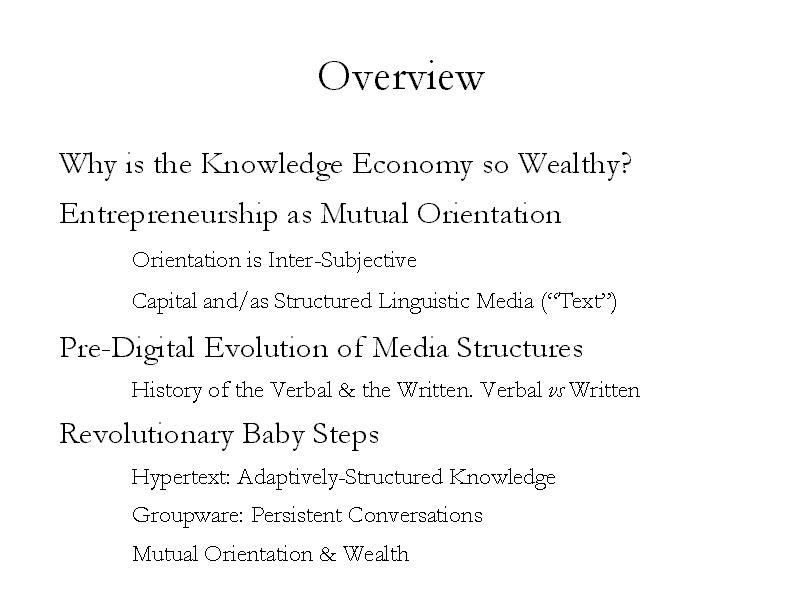 Overview
Why is the Knowledge Economy so Wealthy?
Entrepreneurship as Mutual Orientation
Orientation is Inter-Subjective
Capital and/as Structured Linguistic Media (“Text”)
Pre-Digital Evolution of Media Structures
History of the Verbal & the Written. Verbal vs Written
Revolutionary Baby Steps
Hypertext: Adaptively-Structured Knowledge
Groupware: Persistent Conversations
Mutual Orientation & Wealth